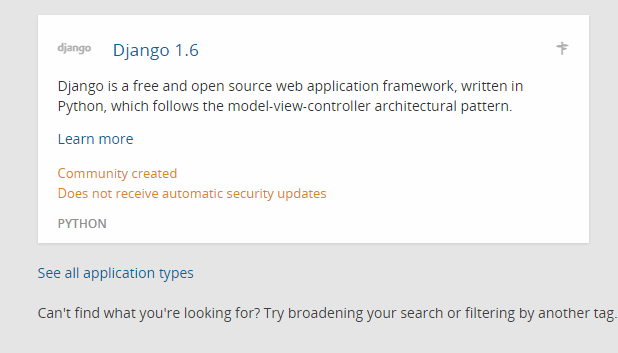 django Django 1.6
Django is a free and open source web application framework, written in
Python, which follows the model-view-controller architectural pattern.
Learn more
Community created
Does not receive automatic security updates
PYTHON
See all application types
Can't find what you're looking for? Try broadening your search or filtering by another tag.